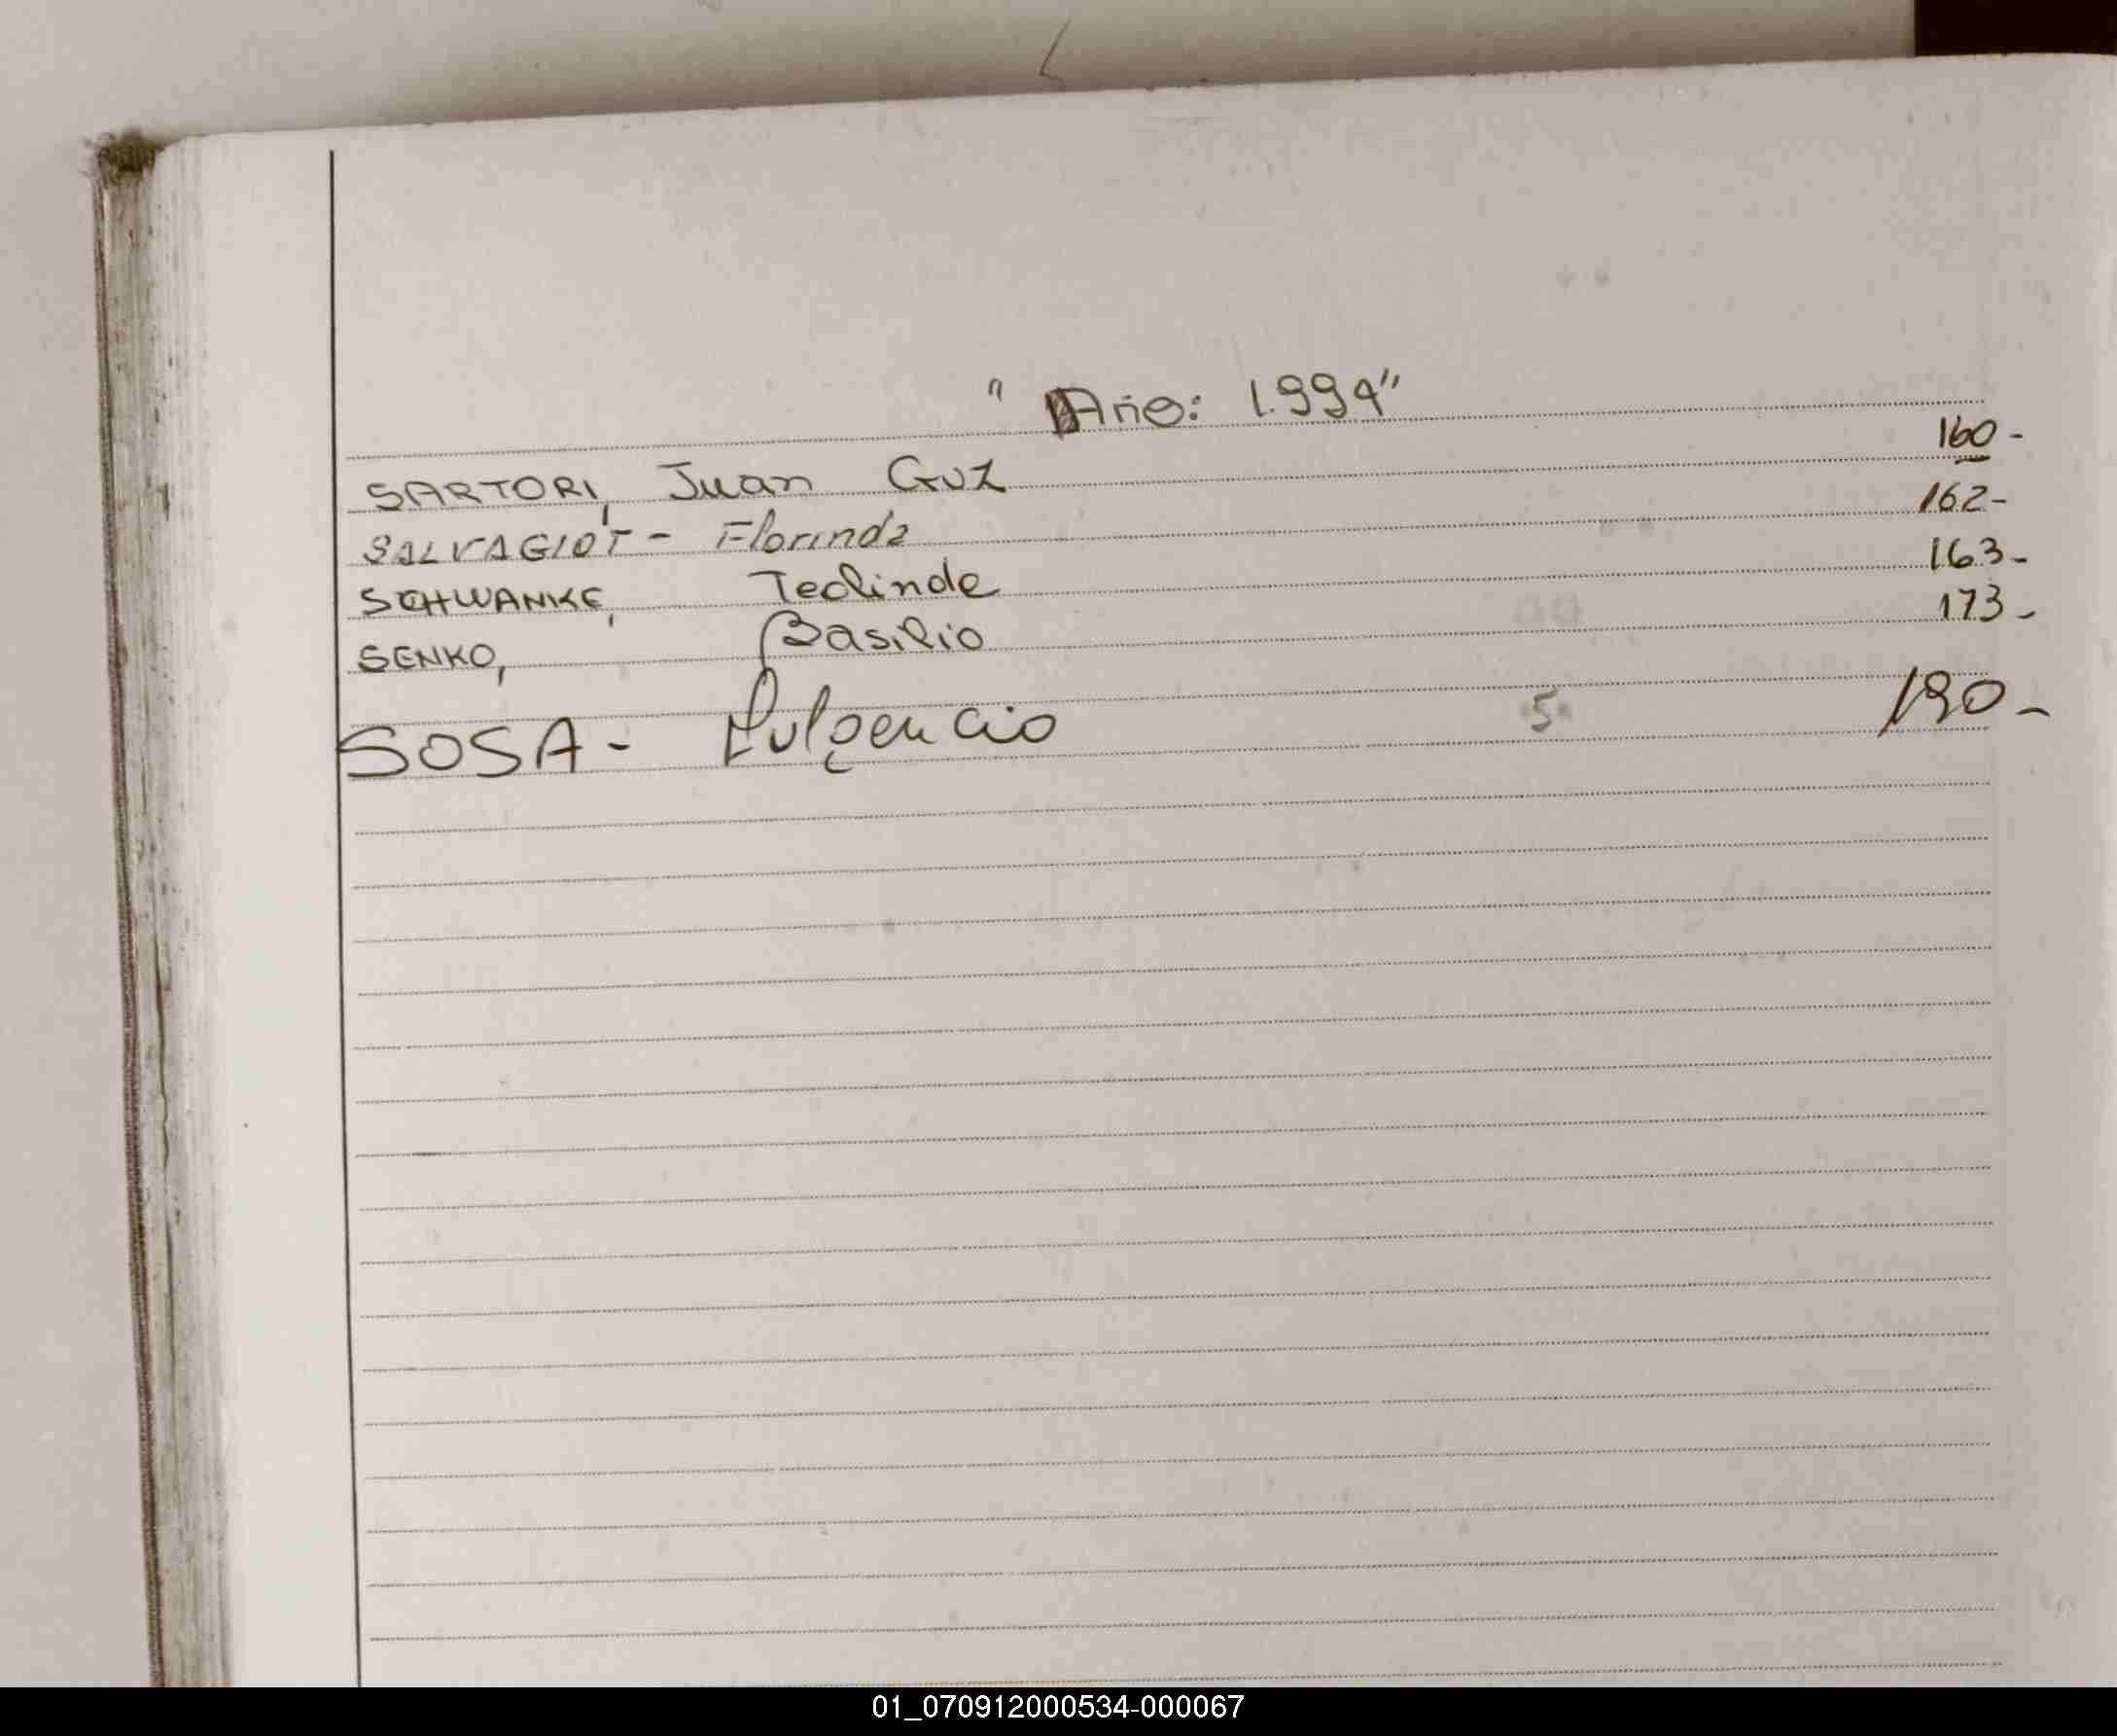 " Año: 1.994"
SARTORI, Juan Cruz 160-
SALVAGIOT - Florinda 162-
SCHWANKE, Teolinde 163-
SENKO, Basilio 173-
SOSA - Fulgencio 190-
01_070912000534-000067